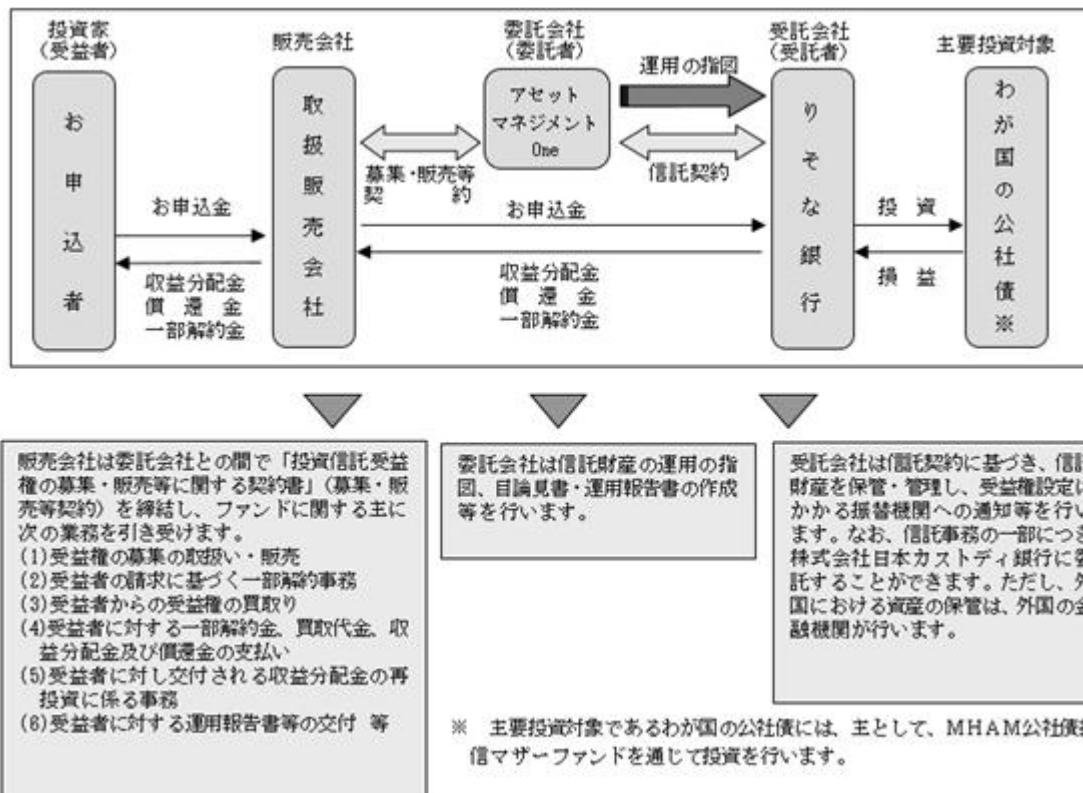 投資家
（受益者）
販売会社
委託会社
（委託者）
受託会社
（受託者）
主要投資対象
お申込者
取扱販売会社
アセット
マネジメント
One
りそな銀行
わが国の公社債※
運用の指図
募集・販売等
契　約
信託契約
お申込金
収益分配金
償　還　金
一部解約金
お申込金
収益分配金
償　還　金
一部解約金
投　資
損　益
販売会社は委託会社との間で「投資信託受益
権の募集・販売等に関する契約書」（募集・販
売等契約）を締結し、ファンドに関する主に
次の業務を引き受けます。
(1)受益権の募集の取扱い・販売
(2)受益者の請求に基づく一部解約事務
(3)受益者からの受益権の買取り
(4)受益者に対する一部解約金、買取代金、収
益分配金及び償還金の支払い
(5)受益者に対し交付される収益分配金の再
投資に係る事務
(6)受益者に対する運用報告書等の交付　等
委託会社は信託財産の運用の指
図、目論見書・運用報告書の作成
等を行います。
受託会社は信託契約に基づき、信
財産を保管・管理し、受益権設定に
かかる振替機関への通知等を行い
ます。なお、信託事務の一部につき
株式会社日本カストディ銀行に委
託することができます。ただし、外
国における資産の保管は、外国の金
融機関が行います。
※　主要投資対象であるわが国の公社債には、主として、MHAM公社債
信マザーファンドを通じて投資を行います。